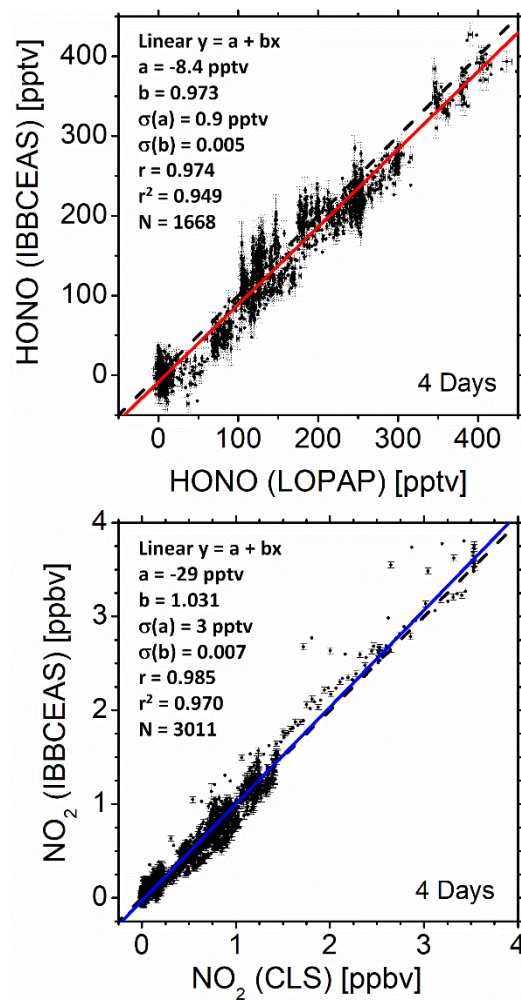 HONO (IBBCEAS) [pptv]
400
300
200
100
0
Linear y = a + bx
a = -8.4 pptv
b = 0.973
σ(a) = 0.9 pptv
σ(b) = 0.005
r = 0.974
r² = 0.949
N = 1668
4 Days
0 100 200 300 400
HONO (LOPAP) [pptv]
NO₂ (IBBCEAS) [ppbv]
4
3
2
1
0
Linear y = a + bx
a = -29 pptv
b = 1.031
σ(a) = 3 pptv
σ(b) = 0.007
r = 0.985
r² = 0.970
N = 3011
4 Days
0 1 2 3 4
NO₂ (CLS) [ppbv]